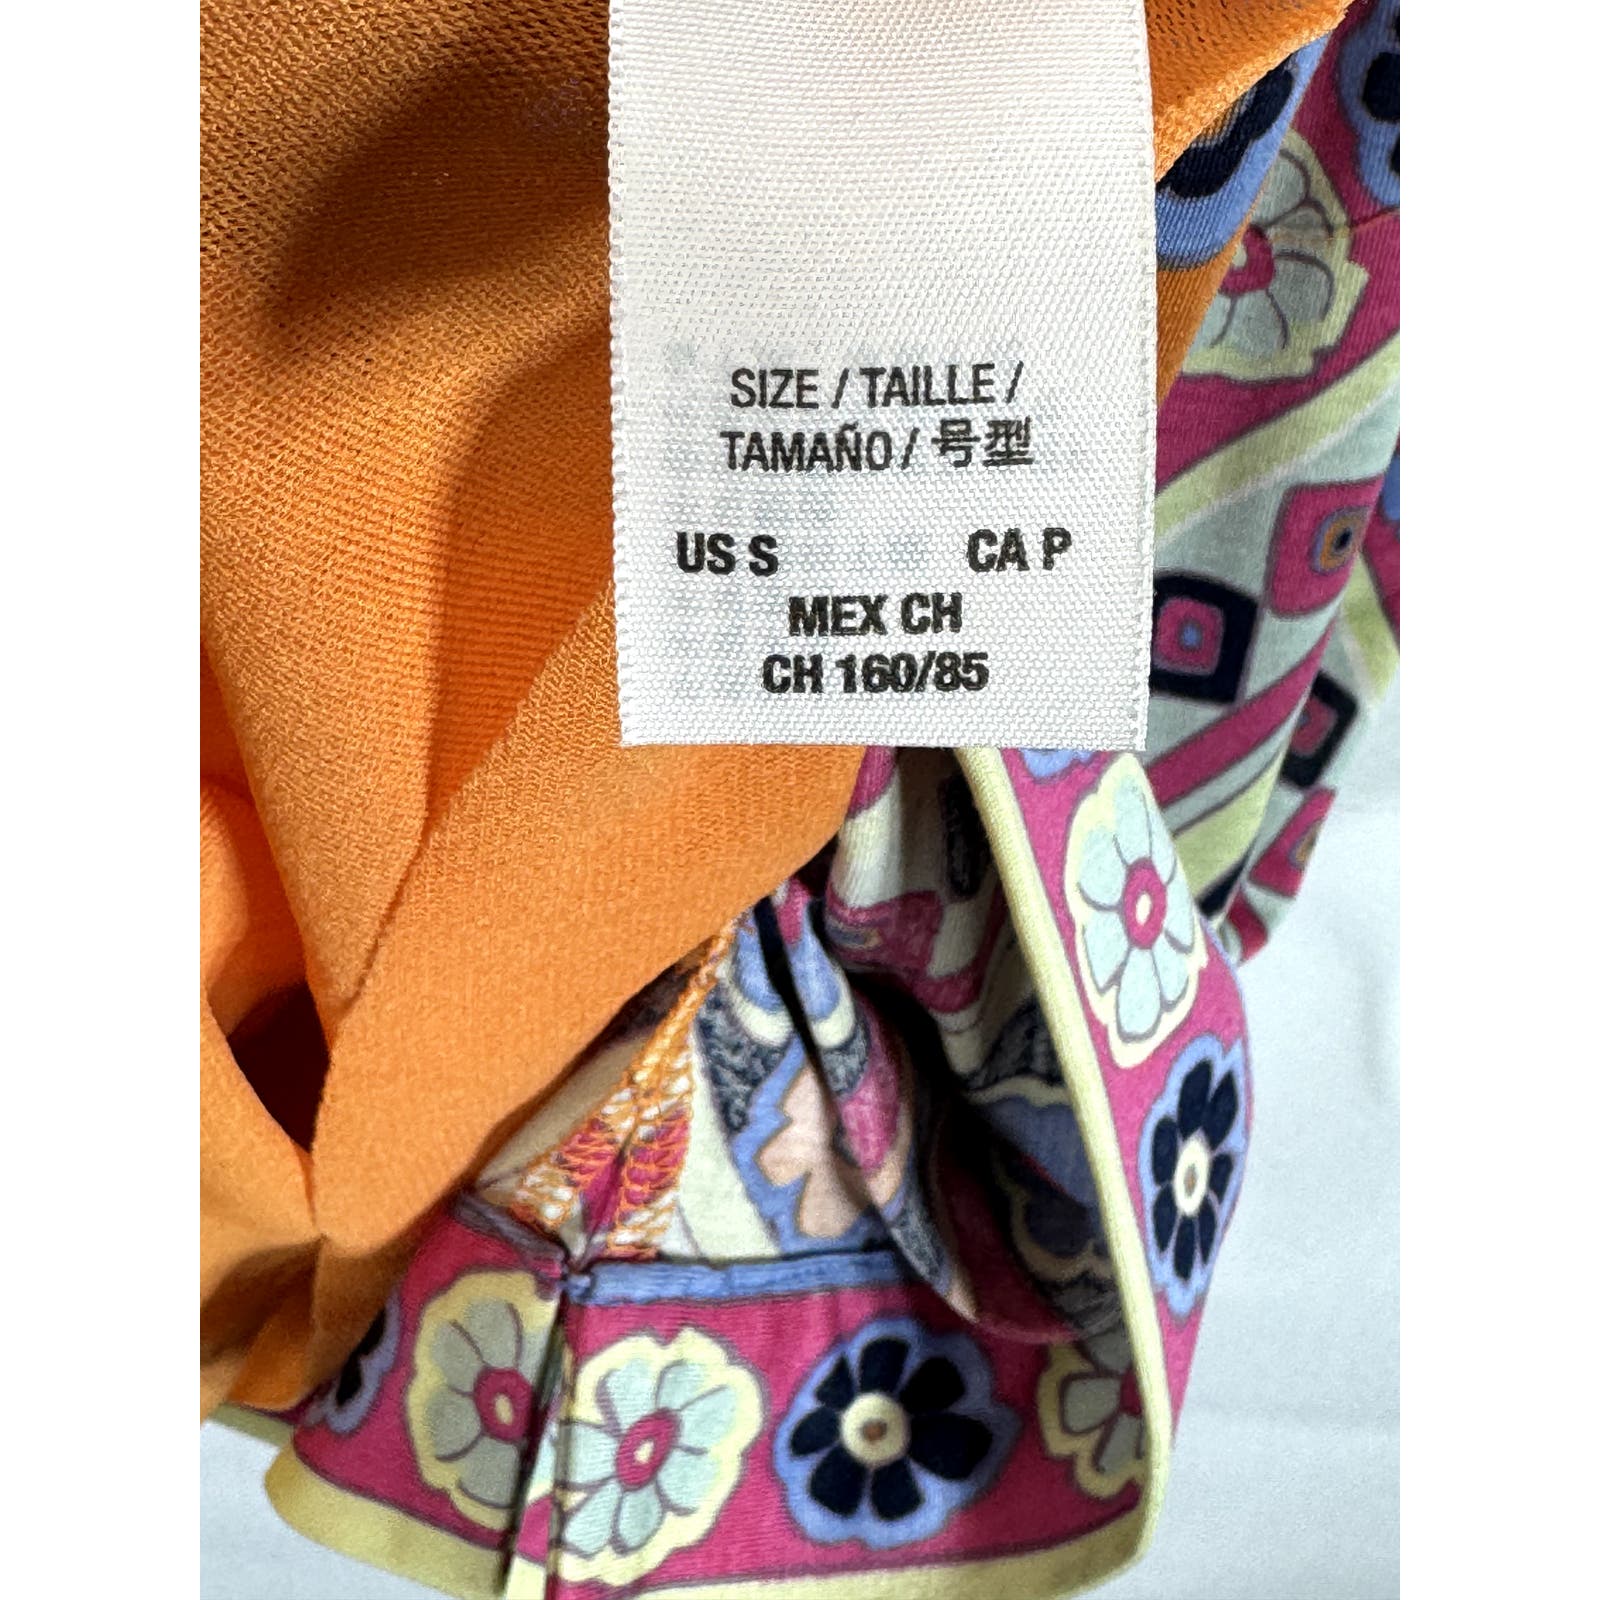 SIZE / TAILLE /
TAMAÑO / 号型
US S CA P
MEX CH
CH 160/85